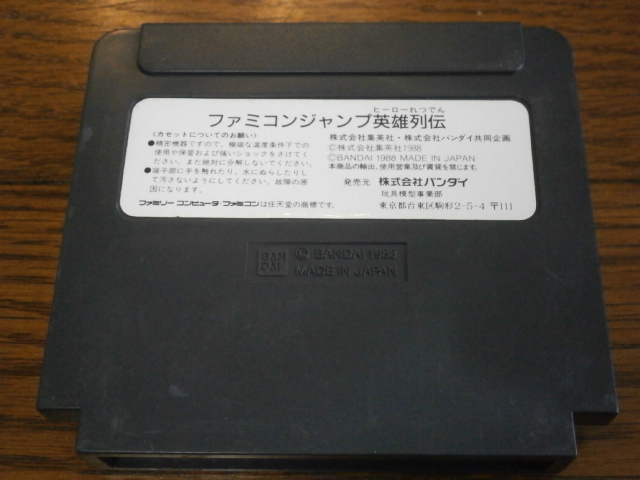 ヒーローれつでん
ファミコンジャンプ英雄列伝
〈カセットについてのお願い〉
●精密機器ですので、極端な温度条件下での
使用や保管および強いショックをさけてく
ださい。また絶対に分解しないでください。
●端子部に手を触れたり、水にぬらしたりし
て汚さないようにしてください。故障の原
因になります。
ファミリーコンピュータ・ファミコンは任天堂の商標です。
株式会社集英社・株式会社バンダイ共同企画
©株式会社集英社1988
©BANDAI 1988 MADE IN JAPAN
本商品の輸出、使用営業及び賃貸を禁じます。
発売元 株式会社バンダイ
玩具模型事業部
東京都台東区駒形2-5-4 〒111
BAN
DAI
© BANDAI 1988
MADE IN JAPAN